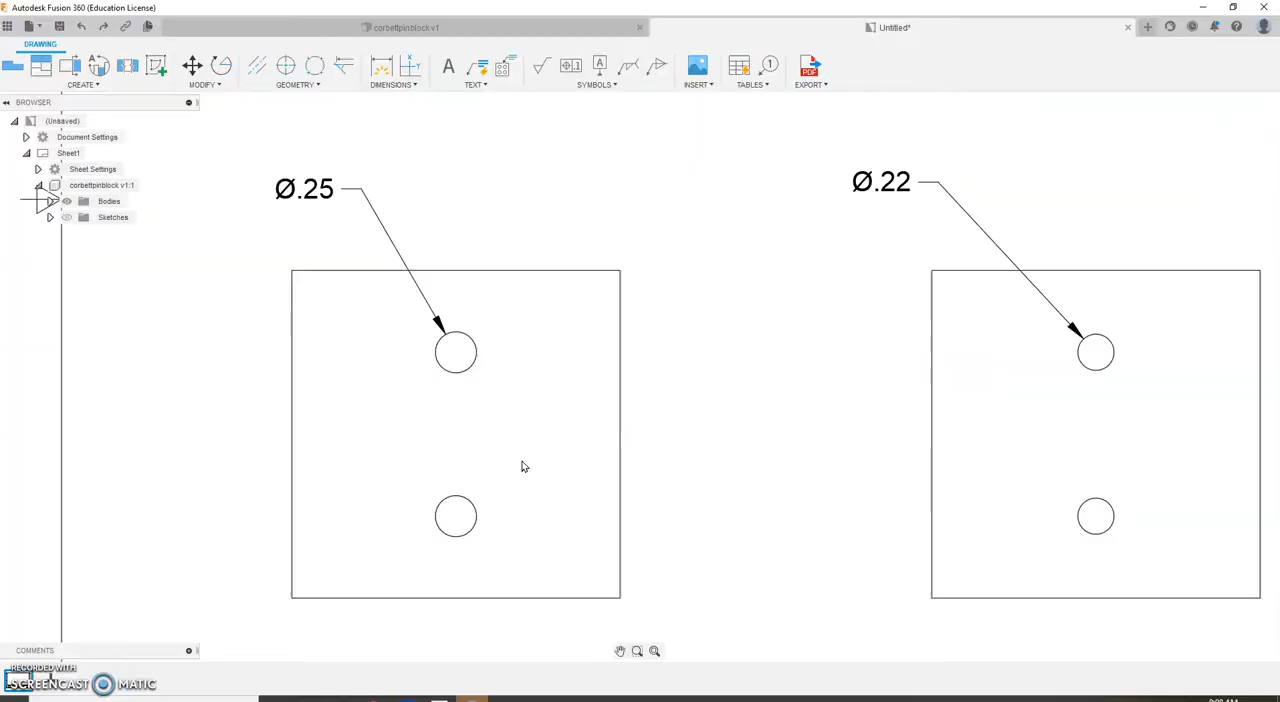 Autodesk Fusion 360 (Education License)
corbettpinblock v1
Untitled*
DRAWING
CREATE
MODIFY
GEOMETRY
DIMENSIONS
TEXT
SYMBOLS
INSERT
TABLES
EXPORT
BROWSER
(Unsaved)
Document Settings
Sheet1
Sheet Settings
corbettpinblock v1:1
Bodies
Sketches
Ø.25
Ø.22
COMMENTS
RECORDED WITH
SCREENCAST MATIC